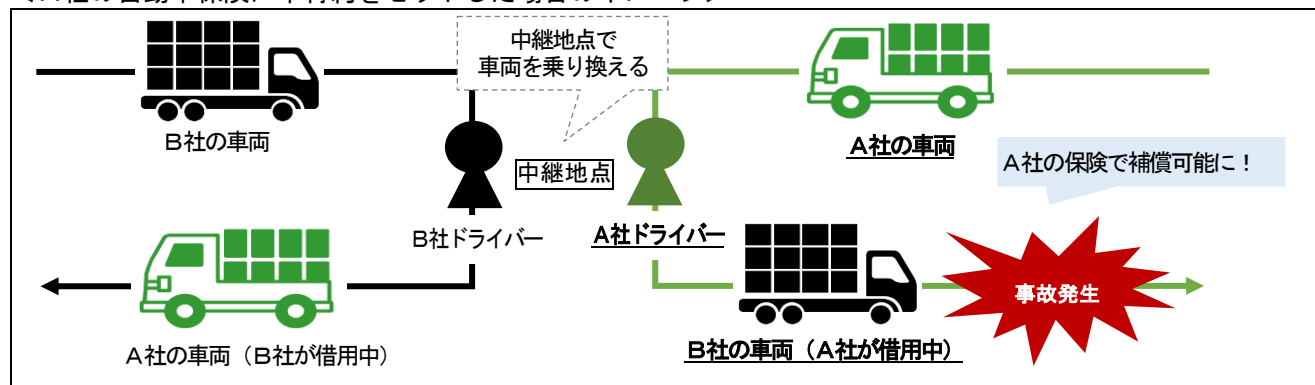 中継地点で
車両を乗り換える
B社の車両
A社の車両
A社の保険で補償可能に！
中継地点
B社ドライバー
A社ドライバー
事故発生
A社の車両（B社が借用中）
B社の車両（A社が借用中）